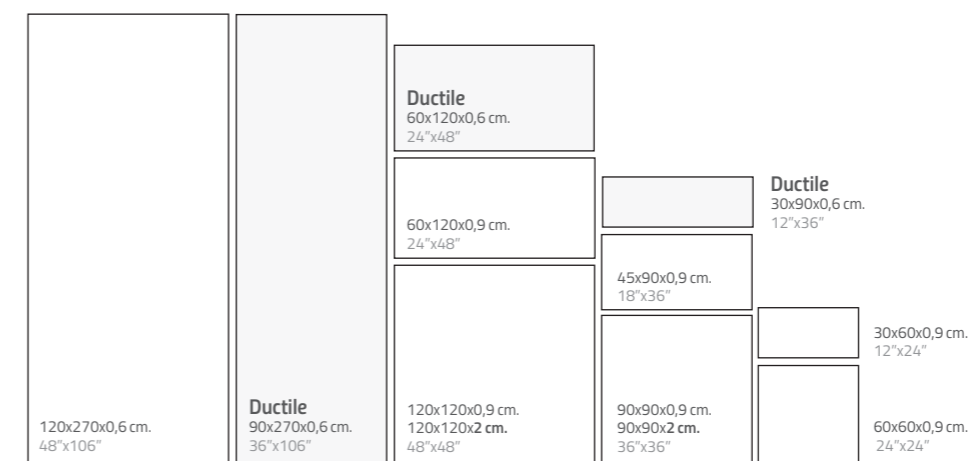 120x270x0,6 cm.
48”x106”
Ductile
90x270x0,6 cm.
36”x106”
Ductile
60x120x0,6 cm.
24”x48”
60x120x0,9 cm.
24”x48”
120x120x0,9 cm.
120x120x2 cm.
48”x48”
Ductile
30x90x0,6 cm.
12”x36”
45x90x0,9 cm.
18”x36”
90x90x0,9 cm.
90x90x2 cm.
36”x36”
30x60x0,9 cm.
12”x24”
60x60x0,9 cm.
24”x24”